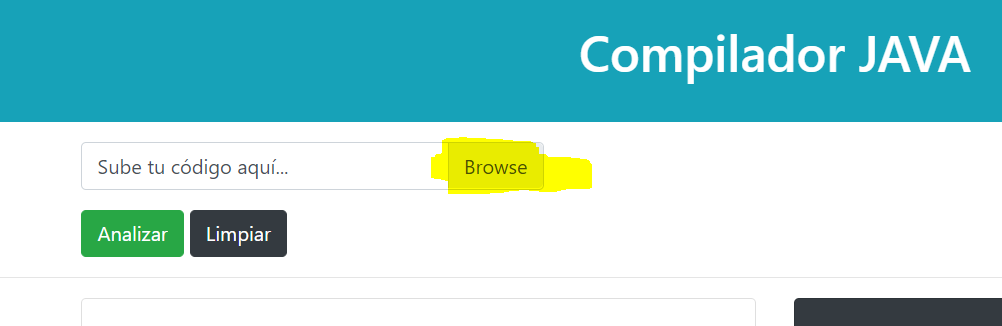 Compilador JAVA
Sube tu código aquí... Browse
Analizar Limpiar